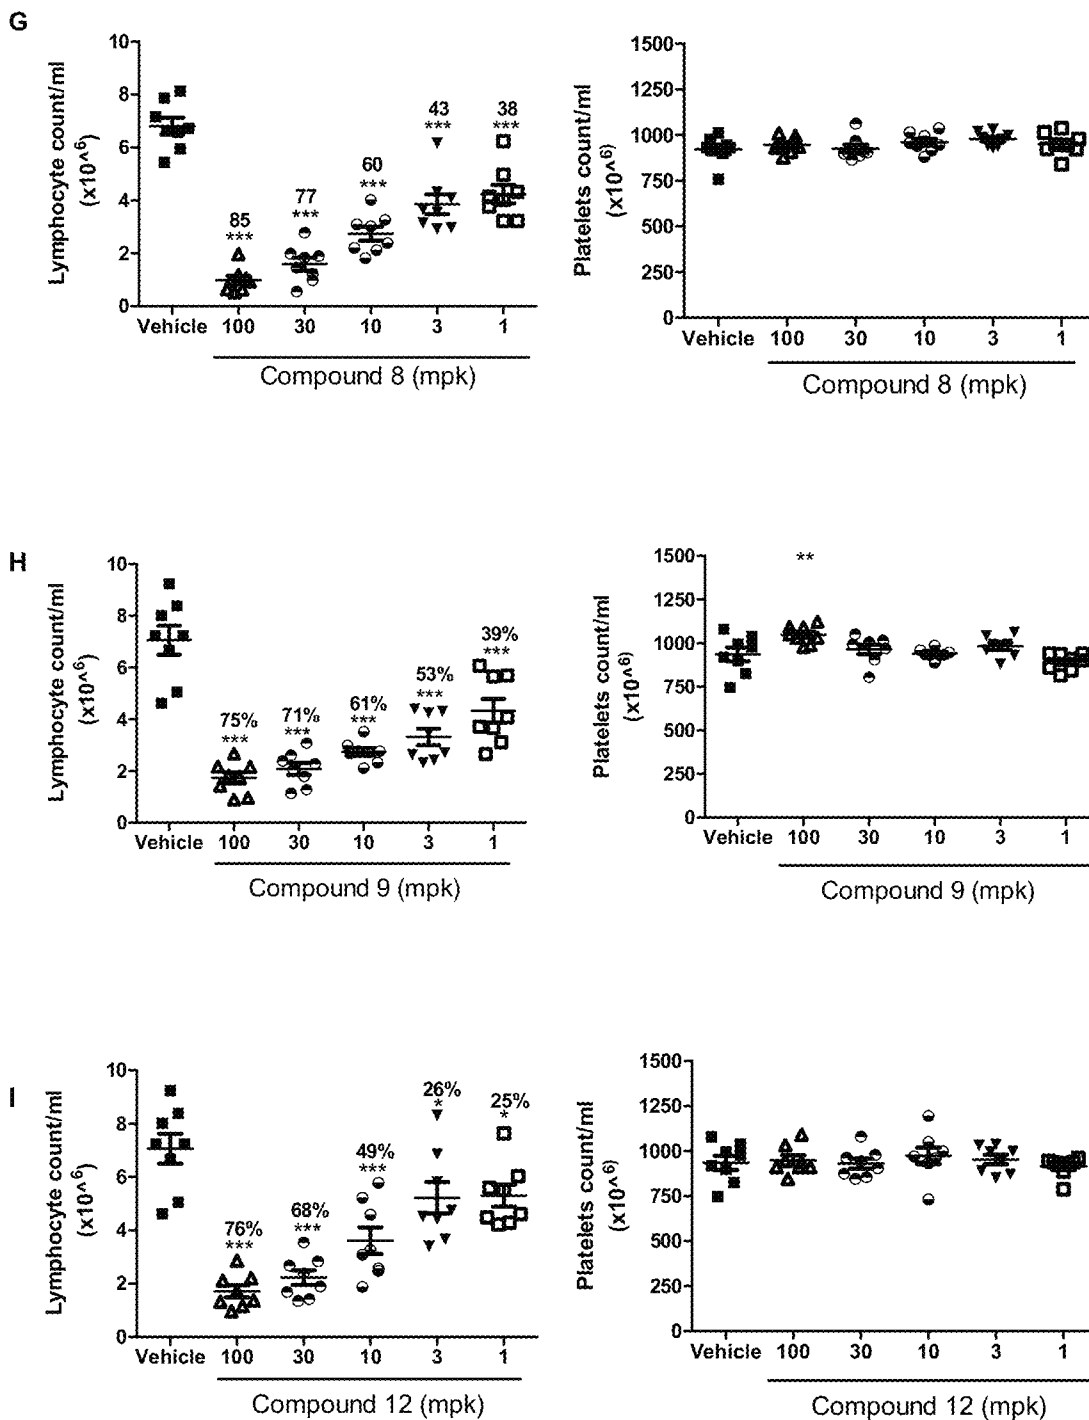 G
Lymphocyte count/ml
(x10^6)
10
8
6
4
2
0
85
***
77
***
60
***
43
***
38
***
Vehicle 100 30 10 3 1
Compound 8 (mpk)
Platelets count/ml
(x10^6)
1500
1250
1000
750
500
250
0
Vehicle 100 30 10 3 1
Compound 8 (mpk)
H
Lymphocyte count/ml
(x10^6)
10
8
6
4
2
0
75%
***
71%
***
61%
***
53%
***
39%
***
Vehicle 100 30 10 3 1
Compound 9 (mpk)
Platelets count/ml
(x10^6)
1500
1250
1000
750
500
250
0
**
Vehicle 100 30 10 3 1
Compound 9 (mpk)
I
Lymphocyte count/ml
(x10^6)
10
8
6
4
2
0
76%
***
68%
***
49%
***
26%
*
25%
*
Vehicle 100 30 10 3 1
Compound 12 (mpk)
Platelets count/ml
(x10^6)
1500
1250
1000
750
500
250
0
Vehicle 100 30 10 3 1
Compound 12 (mpk)